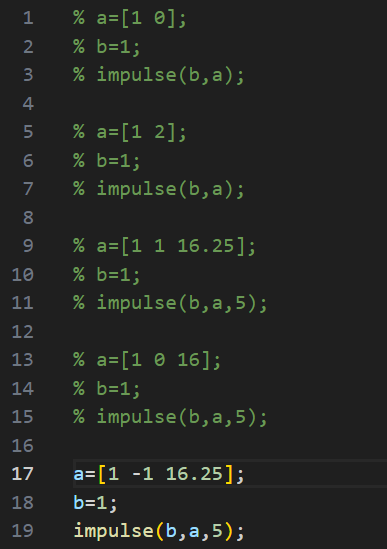 1 % a=[1 0];
2 % b=1;
3 % impulse(b,a);
4
5 % a=[1 2];
6 % b=1;
7 % impulse(b,a);
8
9 % a=[1 1 16.25];
10 % b=1;
11 % impulse(b,a,5);
12
13 % a=[1 0 16];
14 % b=1;
15 % impulse(b,a,5);
16
17 a=[1 -1 16.25];
18 b=1;
19 impulse(b,a,5);